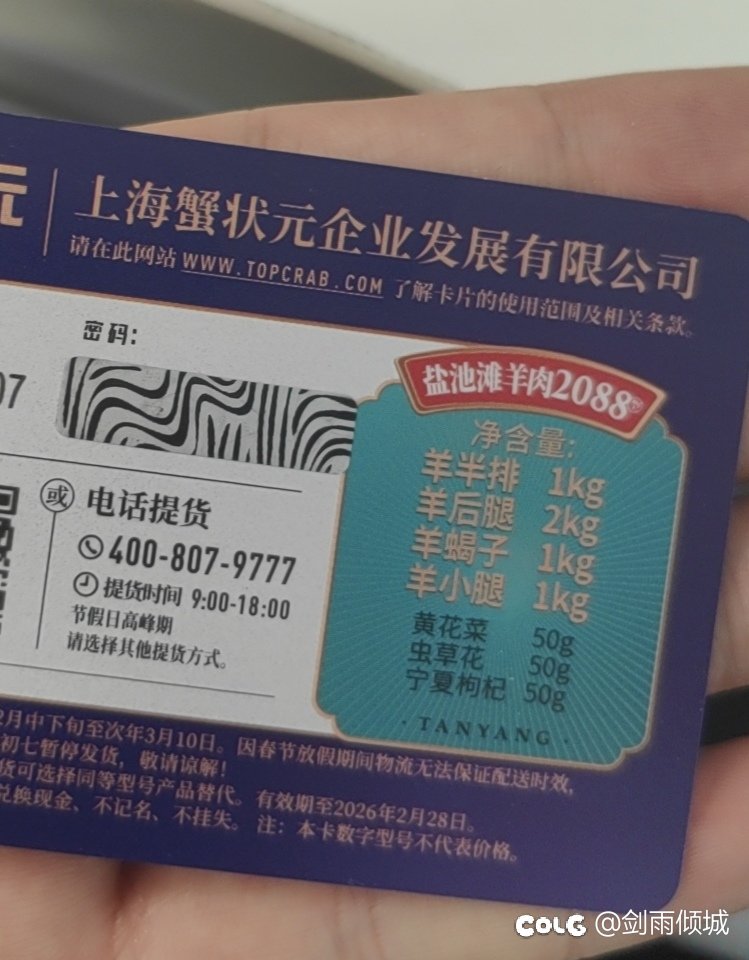 元
上海蟹状元企业发展有限公司
请在此网站 WWW.TOPCRAB.COM 了解卡片的使用范围及相关条款。
密码:
07
盐池滩羊肉2088
净含量:
羊半排 1kg
羊后腿 2kg
羊蝎子 1kg
羊小腿 1kg
黄花菜 50g
虫草花 50g
宁夏枸杞 50g
·TANYANG·
或
电话提货
400-807-9777
提货时间 9:00-18:00
节假日高峰期
请选择其他提货方式。
2月中下旬至次年3月10日。因春节放假期间物流无法保证配送时效,
初七暂停发货,敬请谅解!
货可选择同等型号产品替代。有效期至2026年2月28日。
兑换现金、不记名、不挂失。注:本卡数字型号不代表价格。
COLG @剑雨倾城